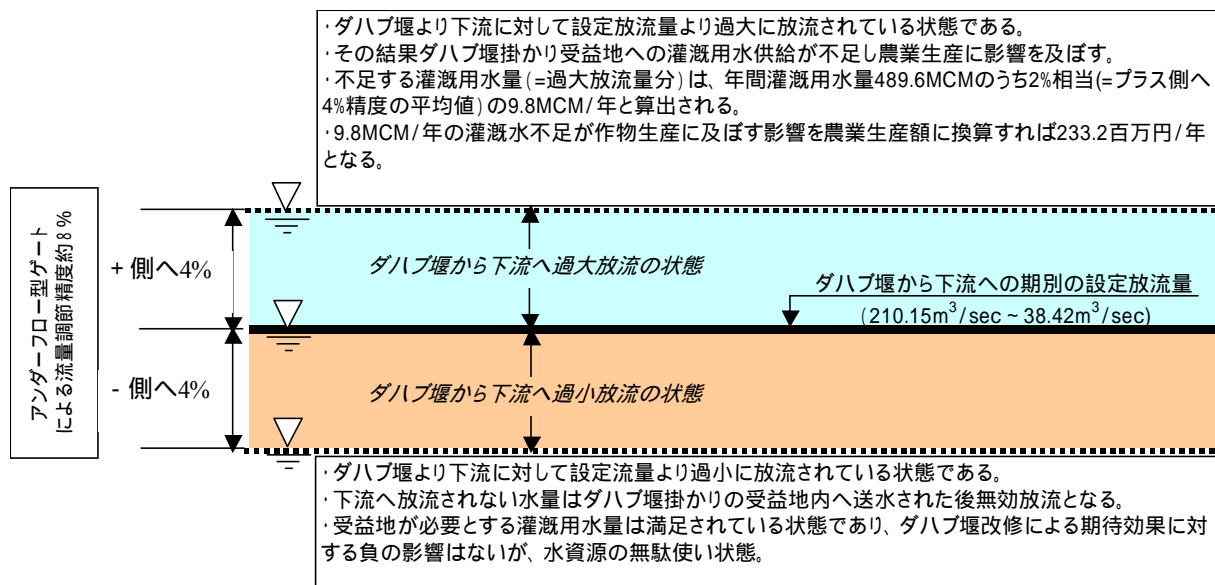 ･ダハブ堰より下流に対して設定放流量より過大に放流されている状態である。
･その結果ダハブ堰掛かり受益地への灌漑用水供給が不足し農業生産に影響を及ぼす。
･不足する灌漑用水量(=過大放流量分)は、年間灌漑用水量489.6MCMのうち2%相当(=プラス側へ
4%精度の平均値)の9.8MCM/年と算出される。
･9.8MCM/年の灌漑水不足が作物生産に及ぼす影響を農業生産額に換算すれば233.2百万円/年
となる。
アンダーフロー型ゲート
による流量調節精度約8%
+ 側へ4%
ダハブ堰から下流へ過大放流の状態
ダハブ堰から下流への期別の設定放流量
(210.15m³/sec ~ 38.42m³/sec)
- 側へ4%
ダハブ堰から下流へ過小放流の状態
･ダハブ堰より下流に対して設定流量より過小に放流されている状態である。
･下流へ放流されない水量はダハブ堰掛かりの受益地内へ送水された後無効放流となる。
･受益地が必要とする灌漑用水量は満足されている状態であり、ダハブ堰改修による期待効果に対
する負の影響はないが、水資源の無駄使い状態。